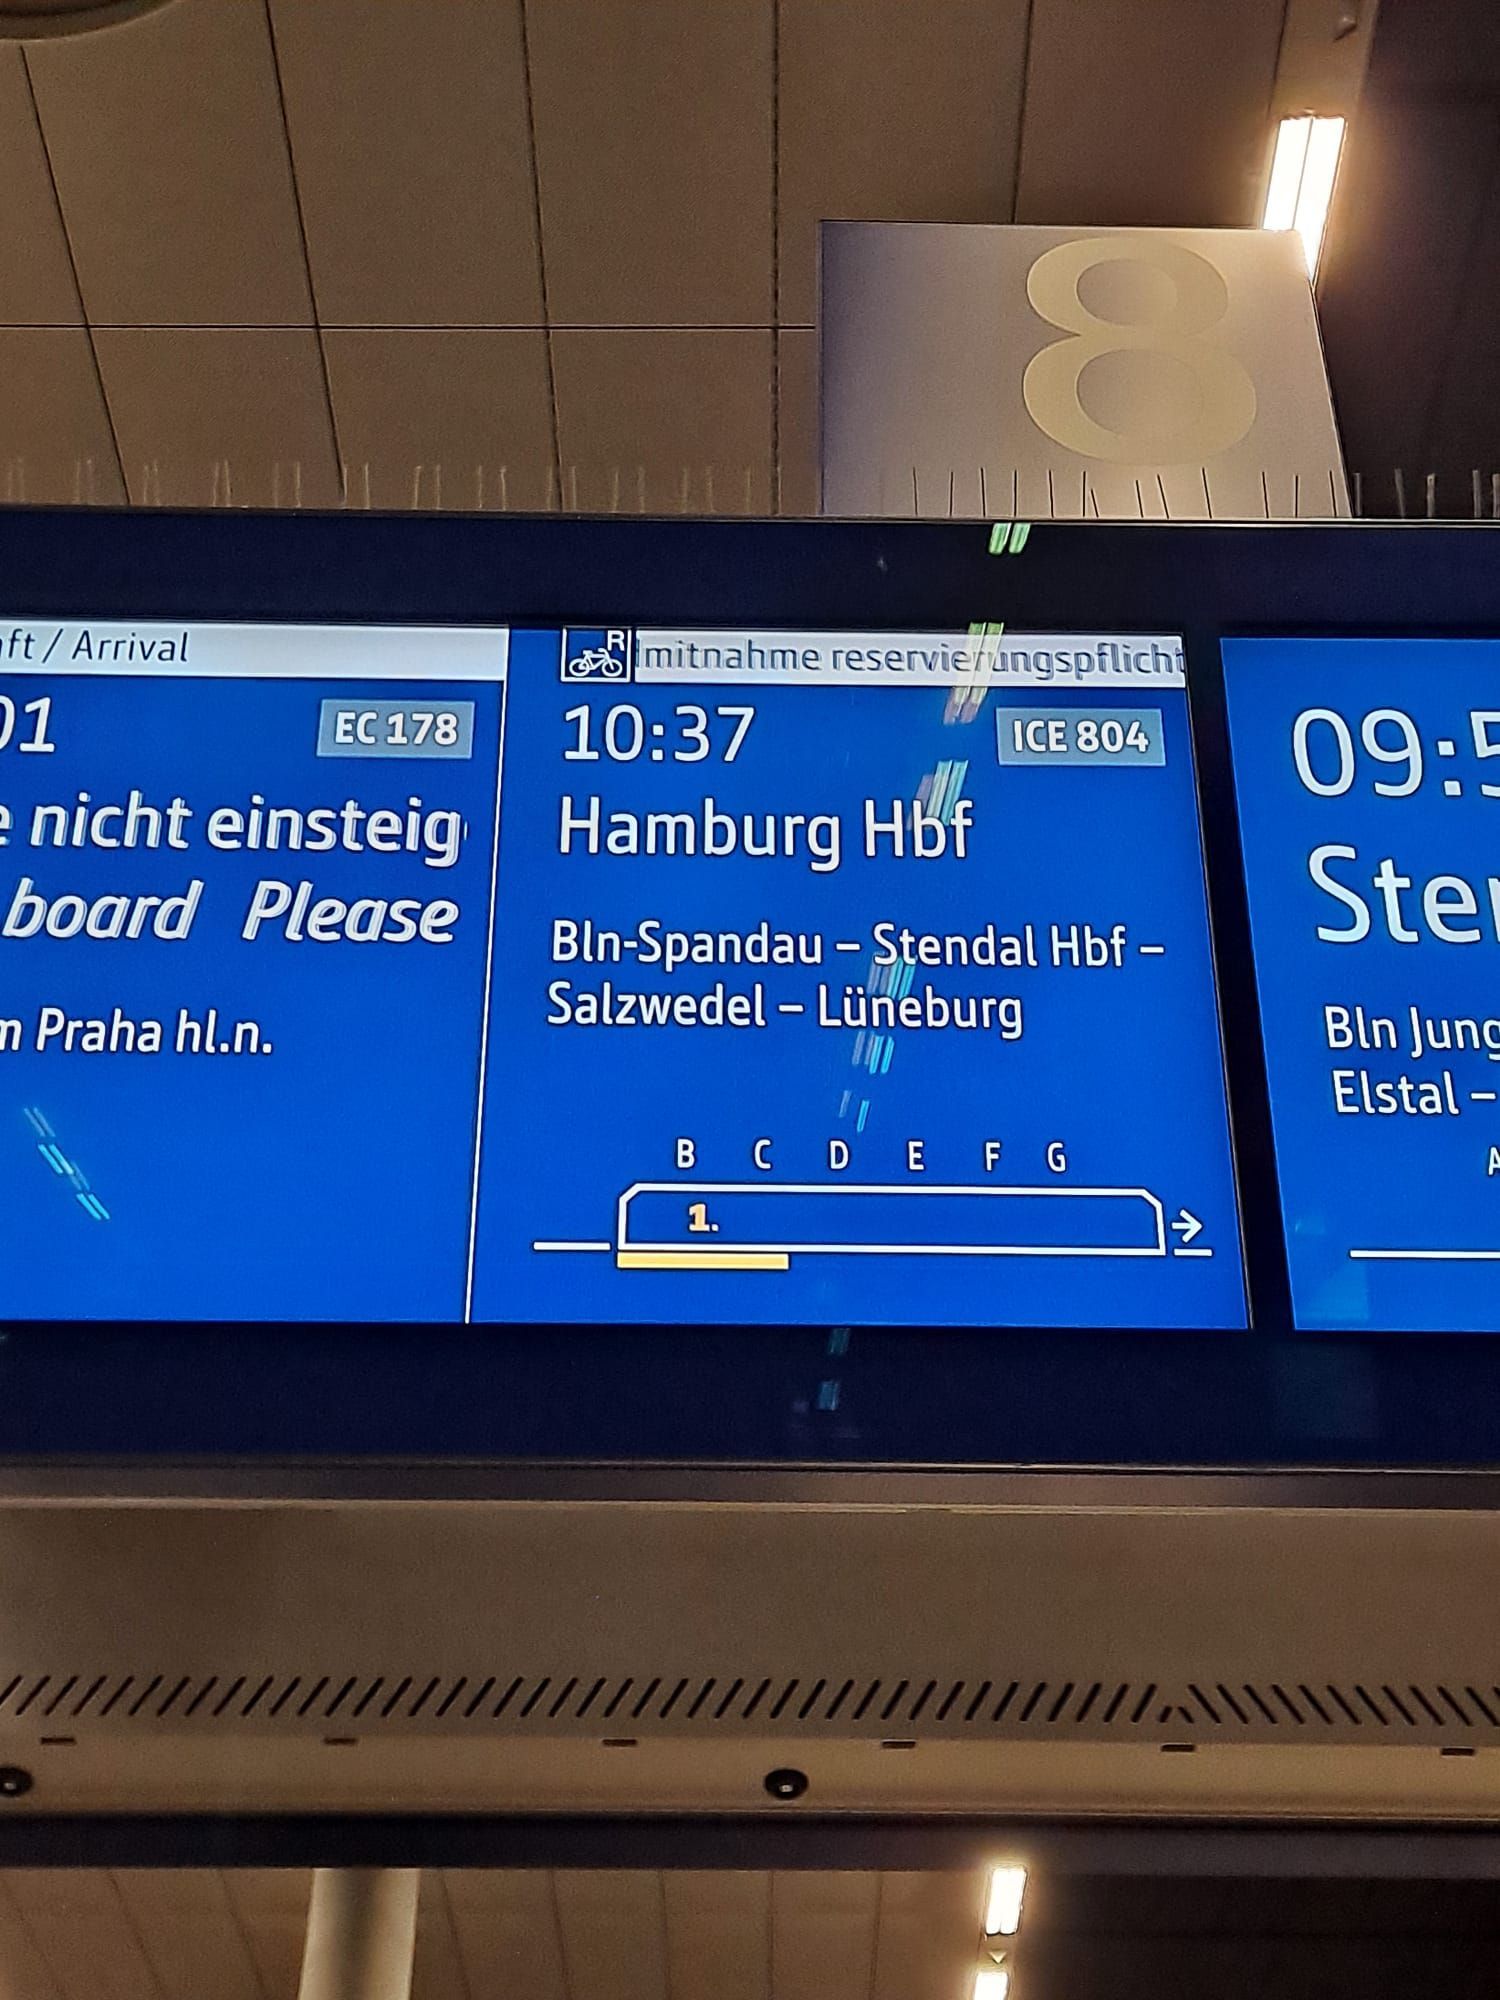 8
ft / Arrival
01
EC 178
nicht einsteig
board Please
Praha hl.n.
R
mitnahme reservierungspflicht
10:37
ICE 804
Hamburg Hbf
Bln-Spandau – Stendal Hbf –
Salzwedel – Lüneburg
B C D E F G
1.
09:5
Ste
Bln Jung
Elstal –
A